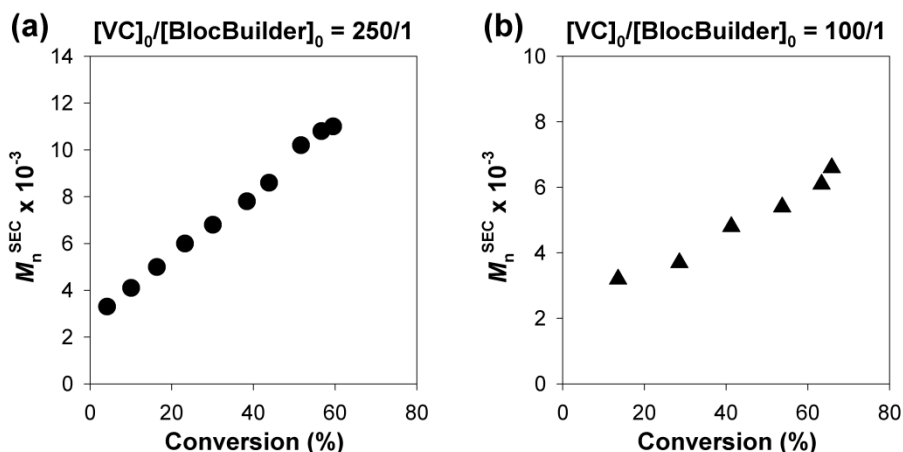 (a) [VC]₀/[BlocBuilder]₀ = 250/1
14
12
10
8
6
4
2
0
Mₙ^SEC x 10⁻³
0 20 40 60 80
Conversion (%)
(b) [VC]₀/[BlocBuilder]₀ = 100/1
10
8
6
4
2
0
Mₙ^SEC x 10⁻³
0 20 40 60 80
Conversion (%)